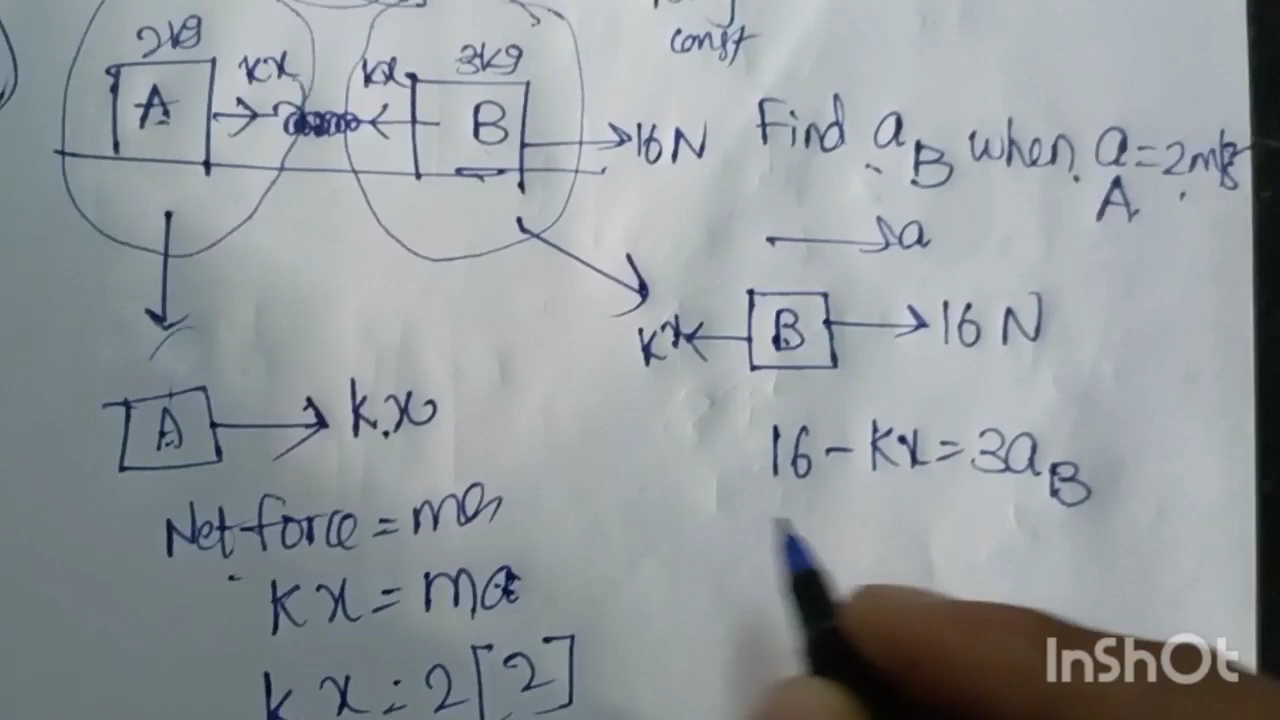 const
2kg
3kg
kx
kx
A
B
16N
Find aB when aA=2m/s
a
kx
B
16 N
A
k.x
16-kx=3aB
Net force=ma
kx=ma
kx=2[2]
InShOt